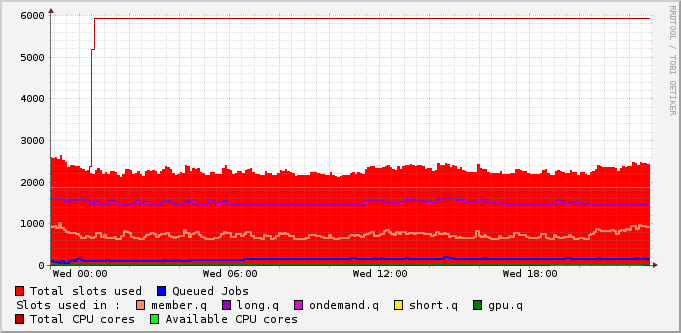 6000
5000
4000
3000
2000
1000
0
Wed 00:00 Wed 06:00 Wed 12:00 Wed 18:00
Total slots used Queued Jobs
Slots used in : member.q long.q ondemand.q short.q gpu.q
Total CPU cores Available CPU cores
RRDTOOL / TOBI OETIKER